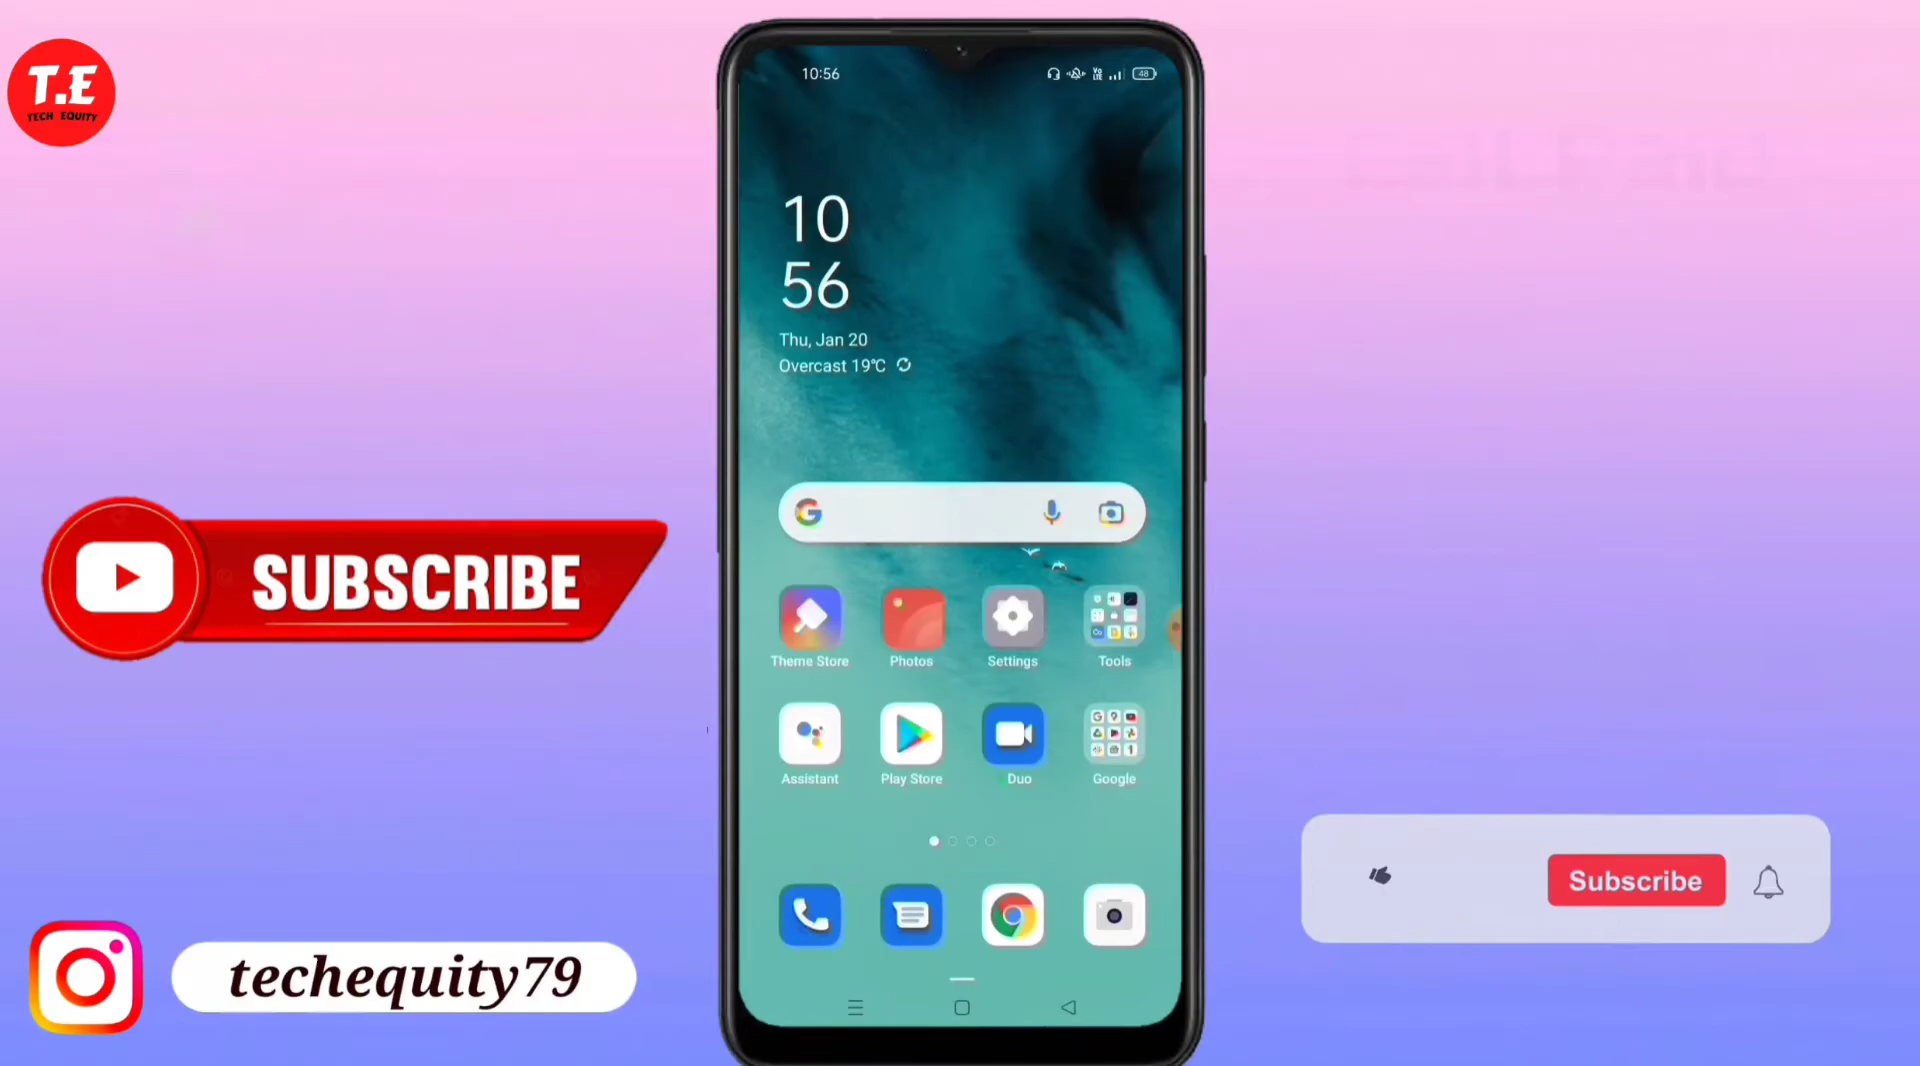 T.E
TECH EQUITY
10:56
48
10
56
Thu, Jan 20
Overcast 19℃
Theme Store
Photos
Settings
Tools
Assistant
Play Store
Duo
Google
SUBSCRIBE
Subscribe
techequity79